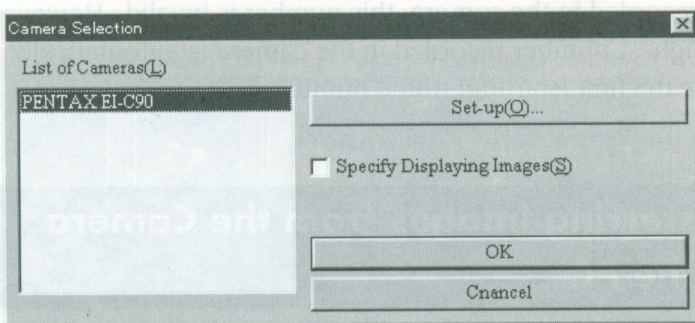 Camera Selection
List of Cameras(L)
PENTAX EI-C90
Set-up(O)...
Specify Displaying Images(S)
OK
Cnancel